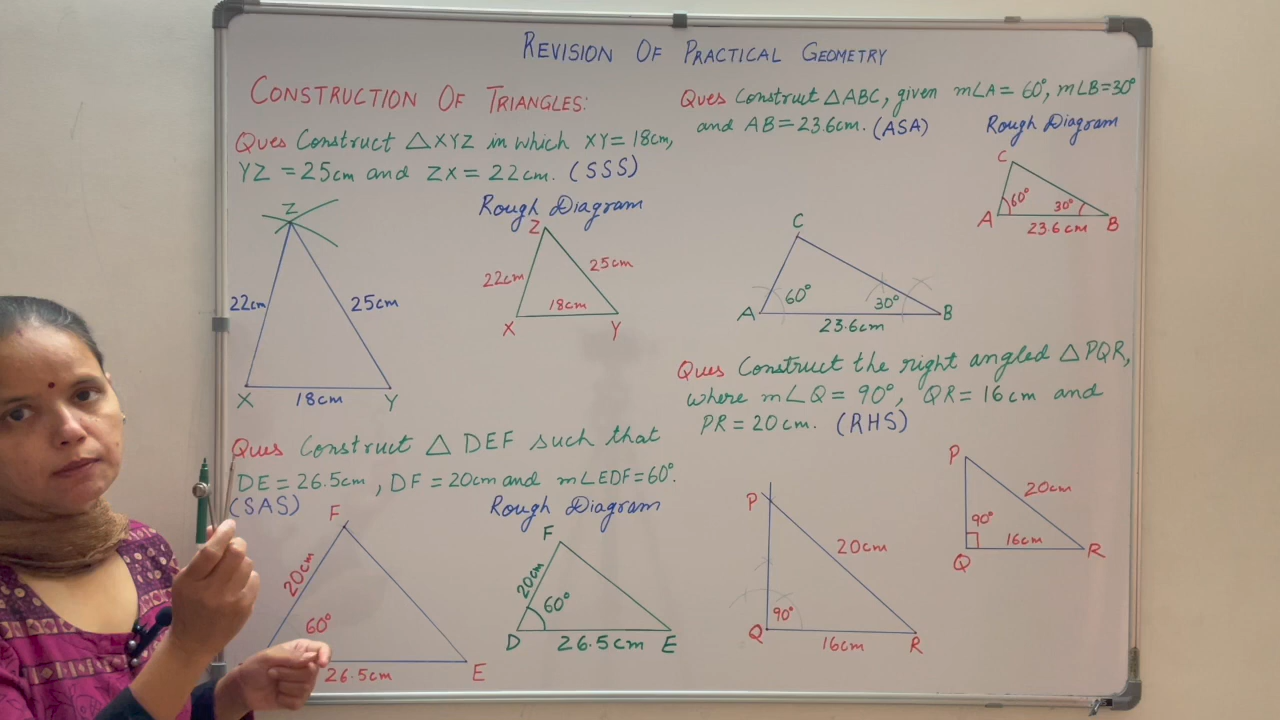 REVISION OF PRACTICAL GEOMETRY
CONSTRUCTION OF TRIANGLES:
Ques Construct △XYZ in which XY = 18cm,
YZ = 25cm and ZX = 22cm. (SSS)
Rough Diagram
Z
22cm
25cm
X
18cm
Y
Z
22cm
25cm
18cm
X
Y
Ques Construct △ DEF such that
DE = 26.5cm, DF = 20cm and m∠EDF = 60°.
(SAS)
Rough Diagram
F
20cm
60°
26.5cm
E
F
20cm
60°
D
26.5cm
E
Ques Construct △ABC, given m∠A = 60°, m∠B = 30°
and AB = 23.6cm. (ASA)
Rough Diagram
C
60°
30°
A
23.6cm
B
C
60°
30°
A
23.6cm
B
Ques Construct the right angled △PQR,
where m∠Q = 90°, QR = 16cm and
PR = 20cm. (RHS)
P
20cm
90°
Q
16cm
R
P
20cm
90°
16cm
Q
R